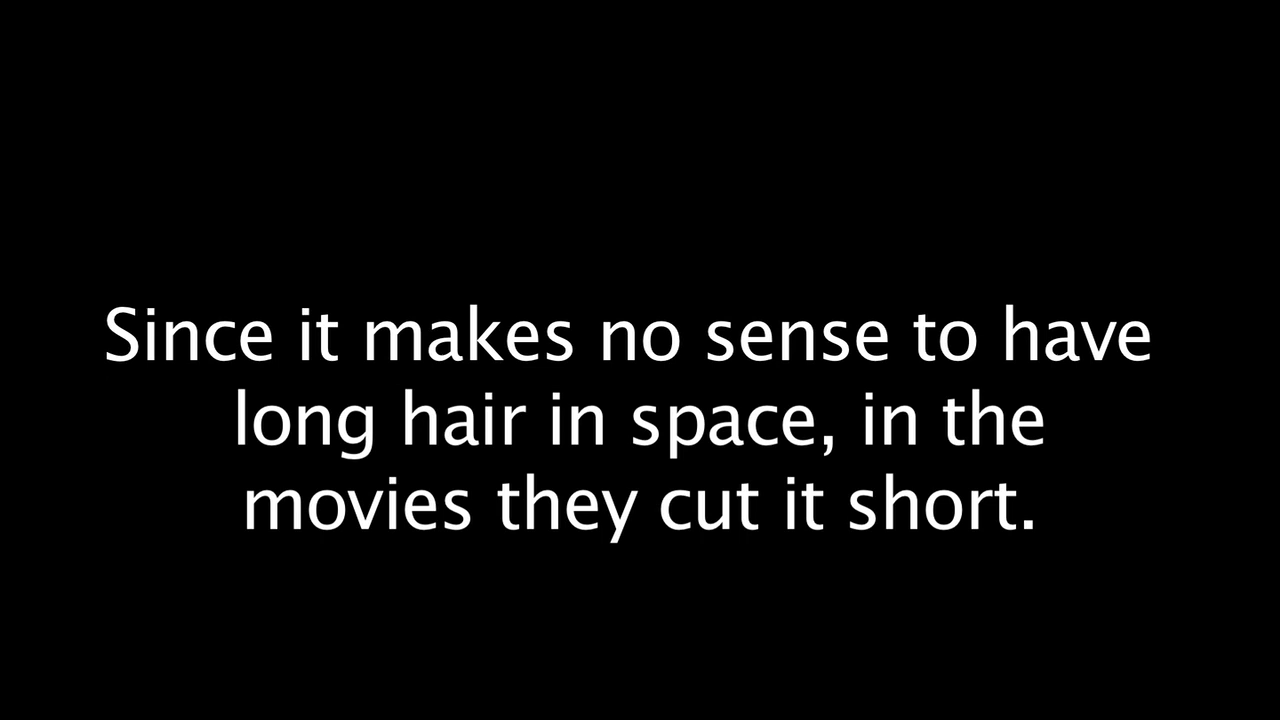 Since it makes no sense to have
long hair in space, in the
movies they cut it short.